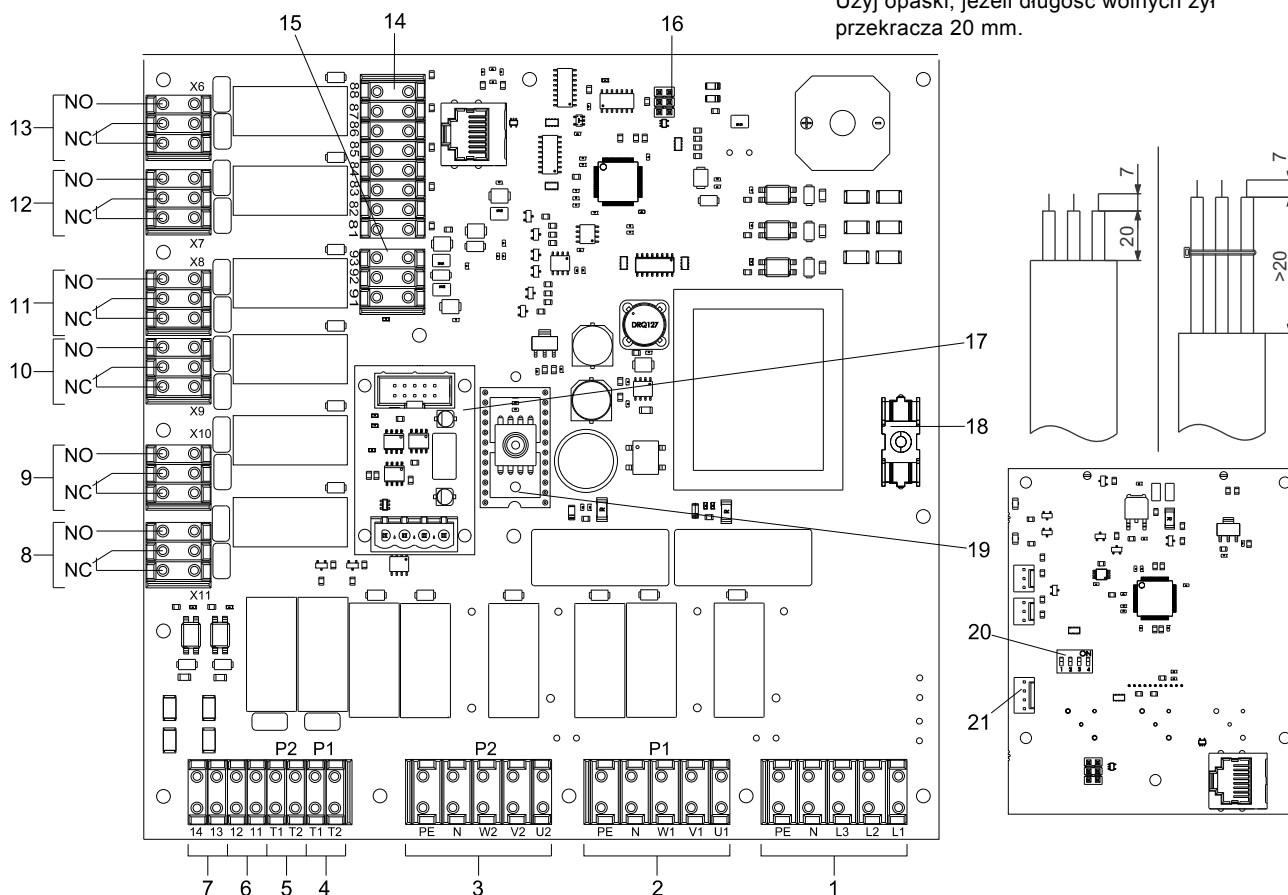 Użyj opaski, jeżeli długość wolnych żył
przekracza 20 mm.
15
14
16
X6
NO
13
NC
NO
12
NC
X7
X8
NO
11
NC
NO
10
NC
X9
X10
NO
9
NC
NO
8
NC
X11
88
87
86
85
84
83
82
81
93
92
91
DRQ127
17
18
19
7
20
7
>20
20
ON
1 2 3 4
21
P2 P1
14 13 12 11 T1 T2 T1 T2
7 6 5 4
P2
PE N W2 V2 U2
3
P1
PE N W1 V1 U1
2
PE N L3 L2 L1
1